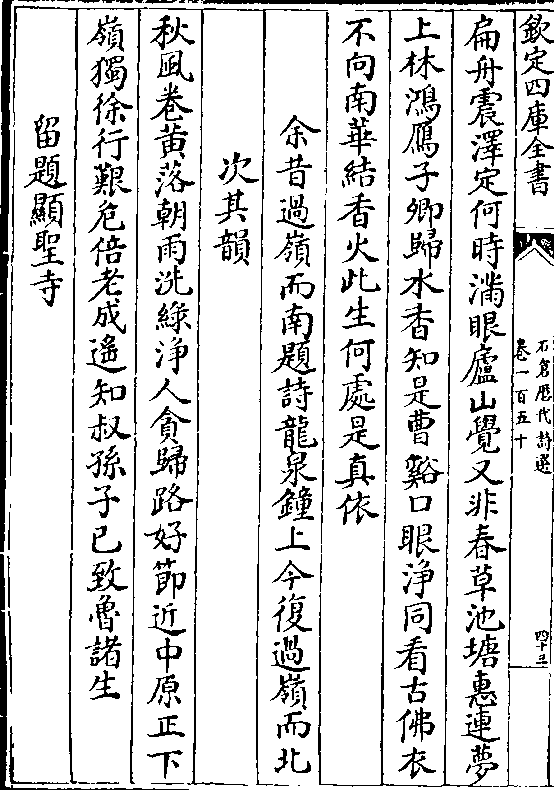 欽定四庫全書
石倉歷代詩選
卷一百五十
四十三
扁舟震澤定何時滿眼廬山覺又非春草池塘惠連夢
上林鴻鴈子卿歸水香知是曹谿口眼淨同看古佛衣
不向南華結香火此生何處是真依
余昔過嶺而南題詩龍泉鐘上今復過嶺而北
次其韻
秋風卷黃落朝雨洗綠淨人貪歸路好節近中原正下
嶺獨徐行艱危倍老成遙知叔孫子已致魯諸生
留題顯聖寺